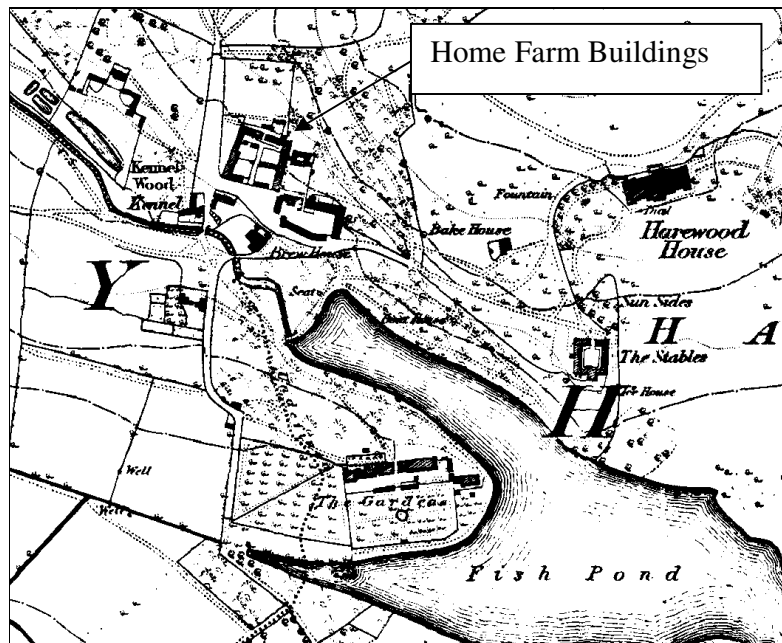 Home Farm Buildings
Kennel
Wood
Kennel
Fountain
Dial
Harewood
House
Bake House
Brew House
Seat
Sun Sides
Y
H A
The Stables
H
Well
Well
The Gardens
Fish Pond